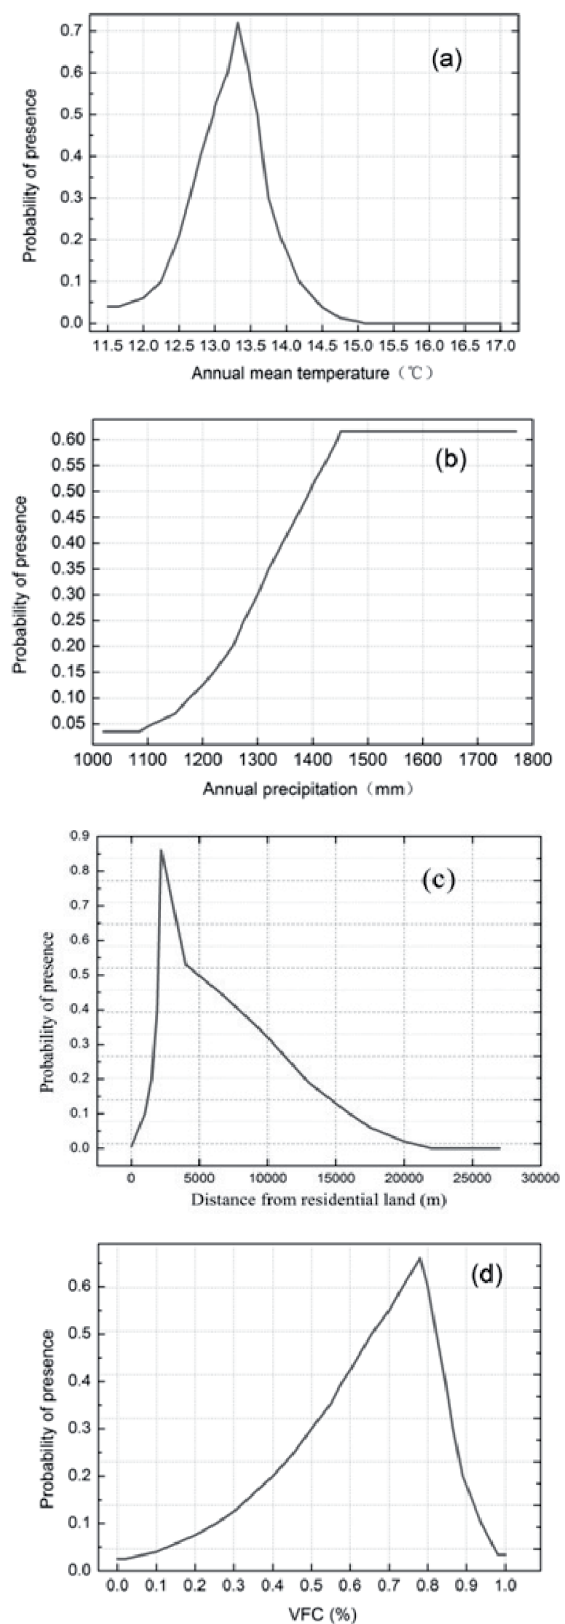 (a)
Probability of presence
0.7
0.6
0.5
0.4
0.3
0.2
0.1
0.0
11.5 12.0 12.5 13.0 13.5 14.0 14.5 15.0 15.5 16.0 16.5 17.0
Annual mean temperature（℃）
(b)
Probability of presence
0.60
0.55
0.50
0.45
0.40
0.35
0.30
0.25
0.20
0.15
0.10
0.05
1000 1100 1200 1300 1400 1500 1600 1700 1800
Annual precipitation（mm）
(c)
Probability of presence
0.9
0.8
0.7
0.6
0.5
0.4
0.3
0.2
0.1
0.0
0 5000 10000 15000 20000 25000 30000
Distance from residential land (m)
(d)
Probability of presence
0.6
0.5
0.4
0.3
0.2
0.1
0.0
0.0 0.1 0.2 0.3 0.4 0.5 0.6 0.7 0.8 0.9 1.0
VFC (%)